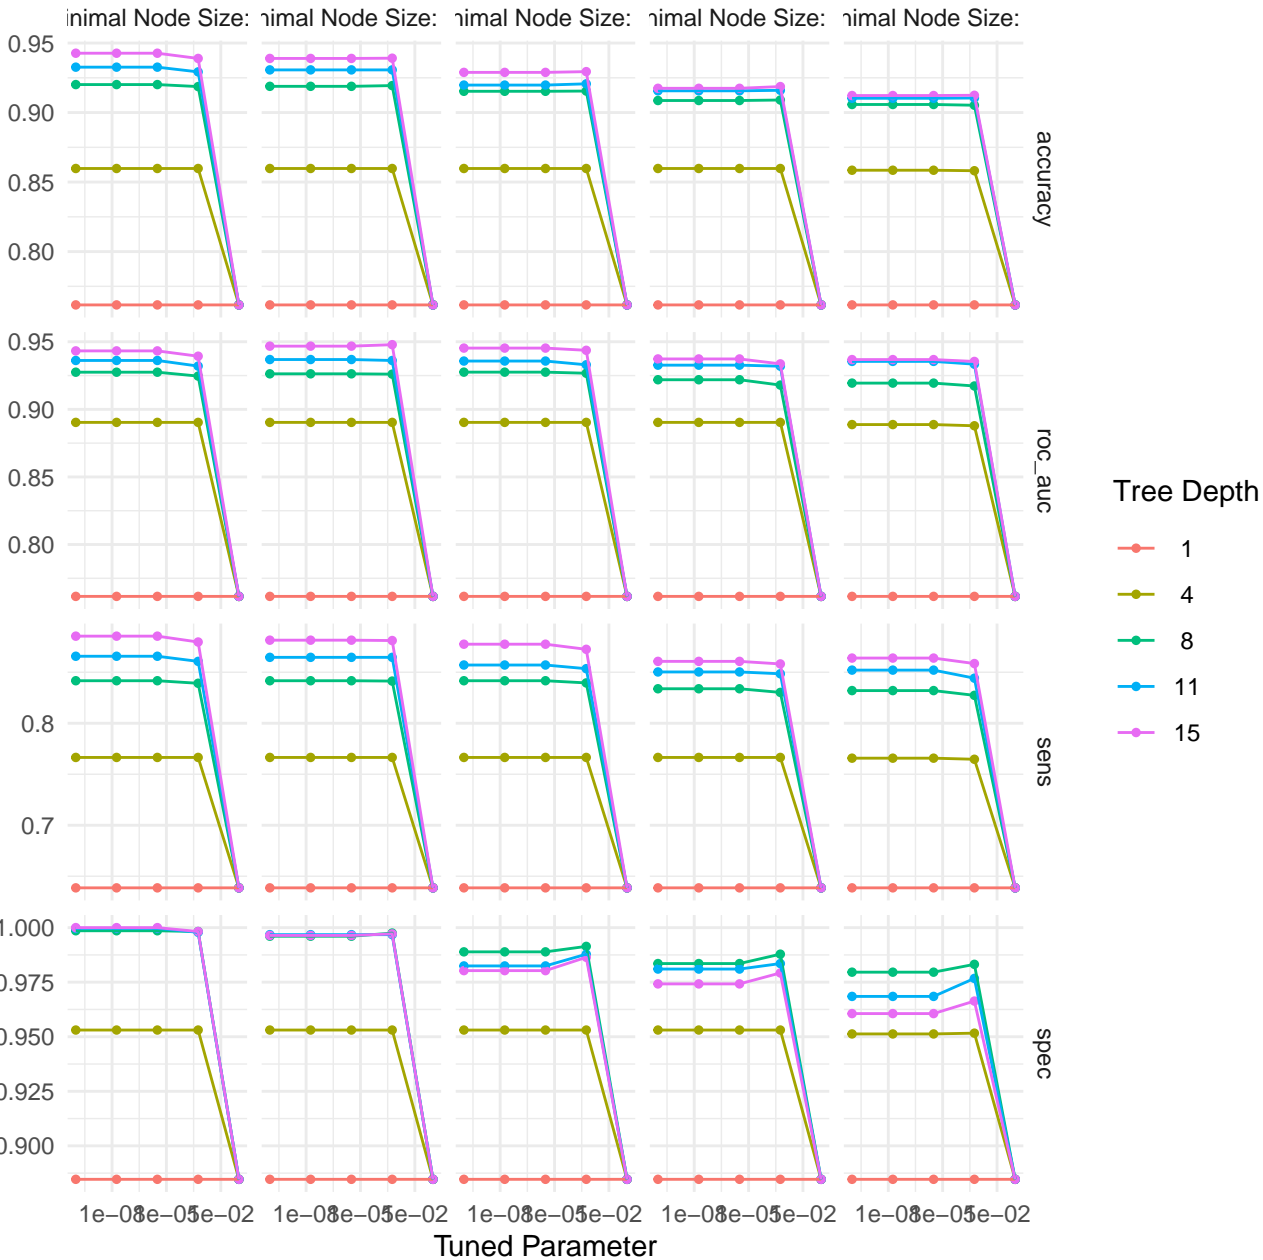 inimal Node Size: nimal Node Size: inimal Node Size: nimal Node Size: nimal Node Size:
0.95
0.90
0.85
0.80
accuracy
0.95
0.90
0.85
0.80
roc_auc
0.8
0.7
sens
1.000
0.975
0.950
0.925
0.900
spec
1e−08 1e−05 1e−02 1e−08 1e−05 1e−02 1e−08 1e−05 1e−02 1e−08 1e−05 1e−02 1e−08 1e−05 1e−02
Tuned Parameter
Tree Depth
1
4
8
11
15